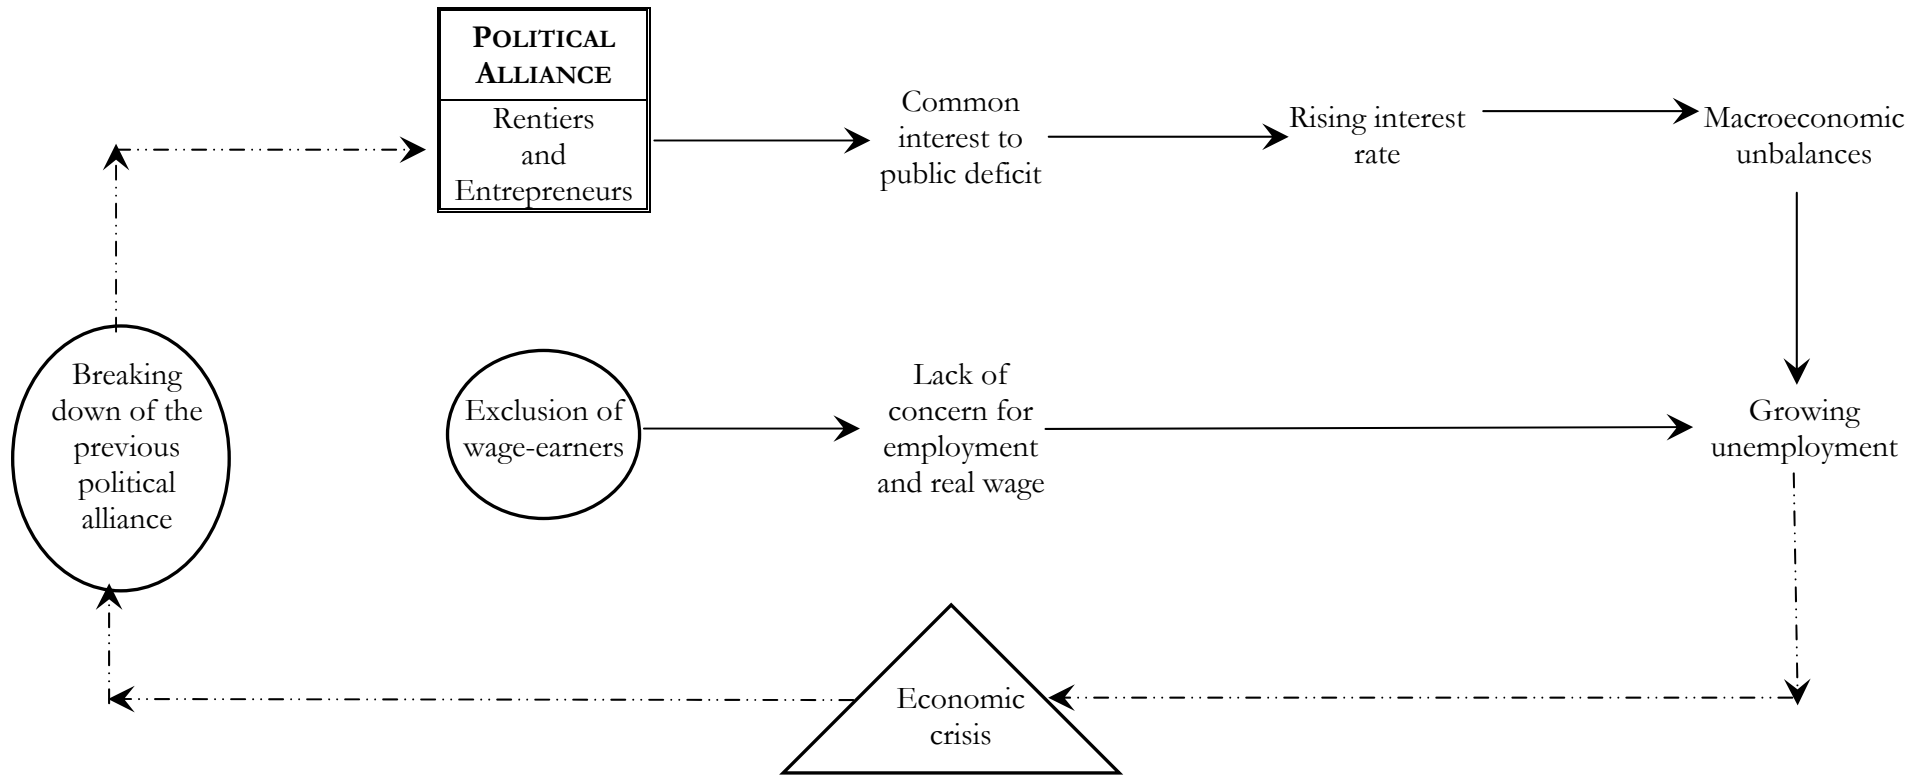 POLITICAL
ALLIANCE
Rentiers
and
Entrepreneurs
Common
interest to
public deficit
Rising interest
rate
Macroeconomic
unbalances
Breaking
down of the
previous
political
alliance
Exclusion of
wage-earners
Lack of
concern for
employment
and real wage
Growing
unemployment
Economic
crisis